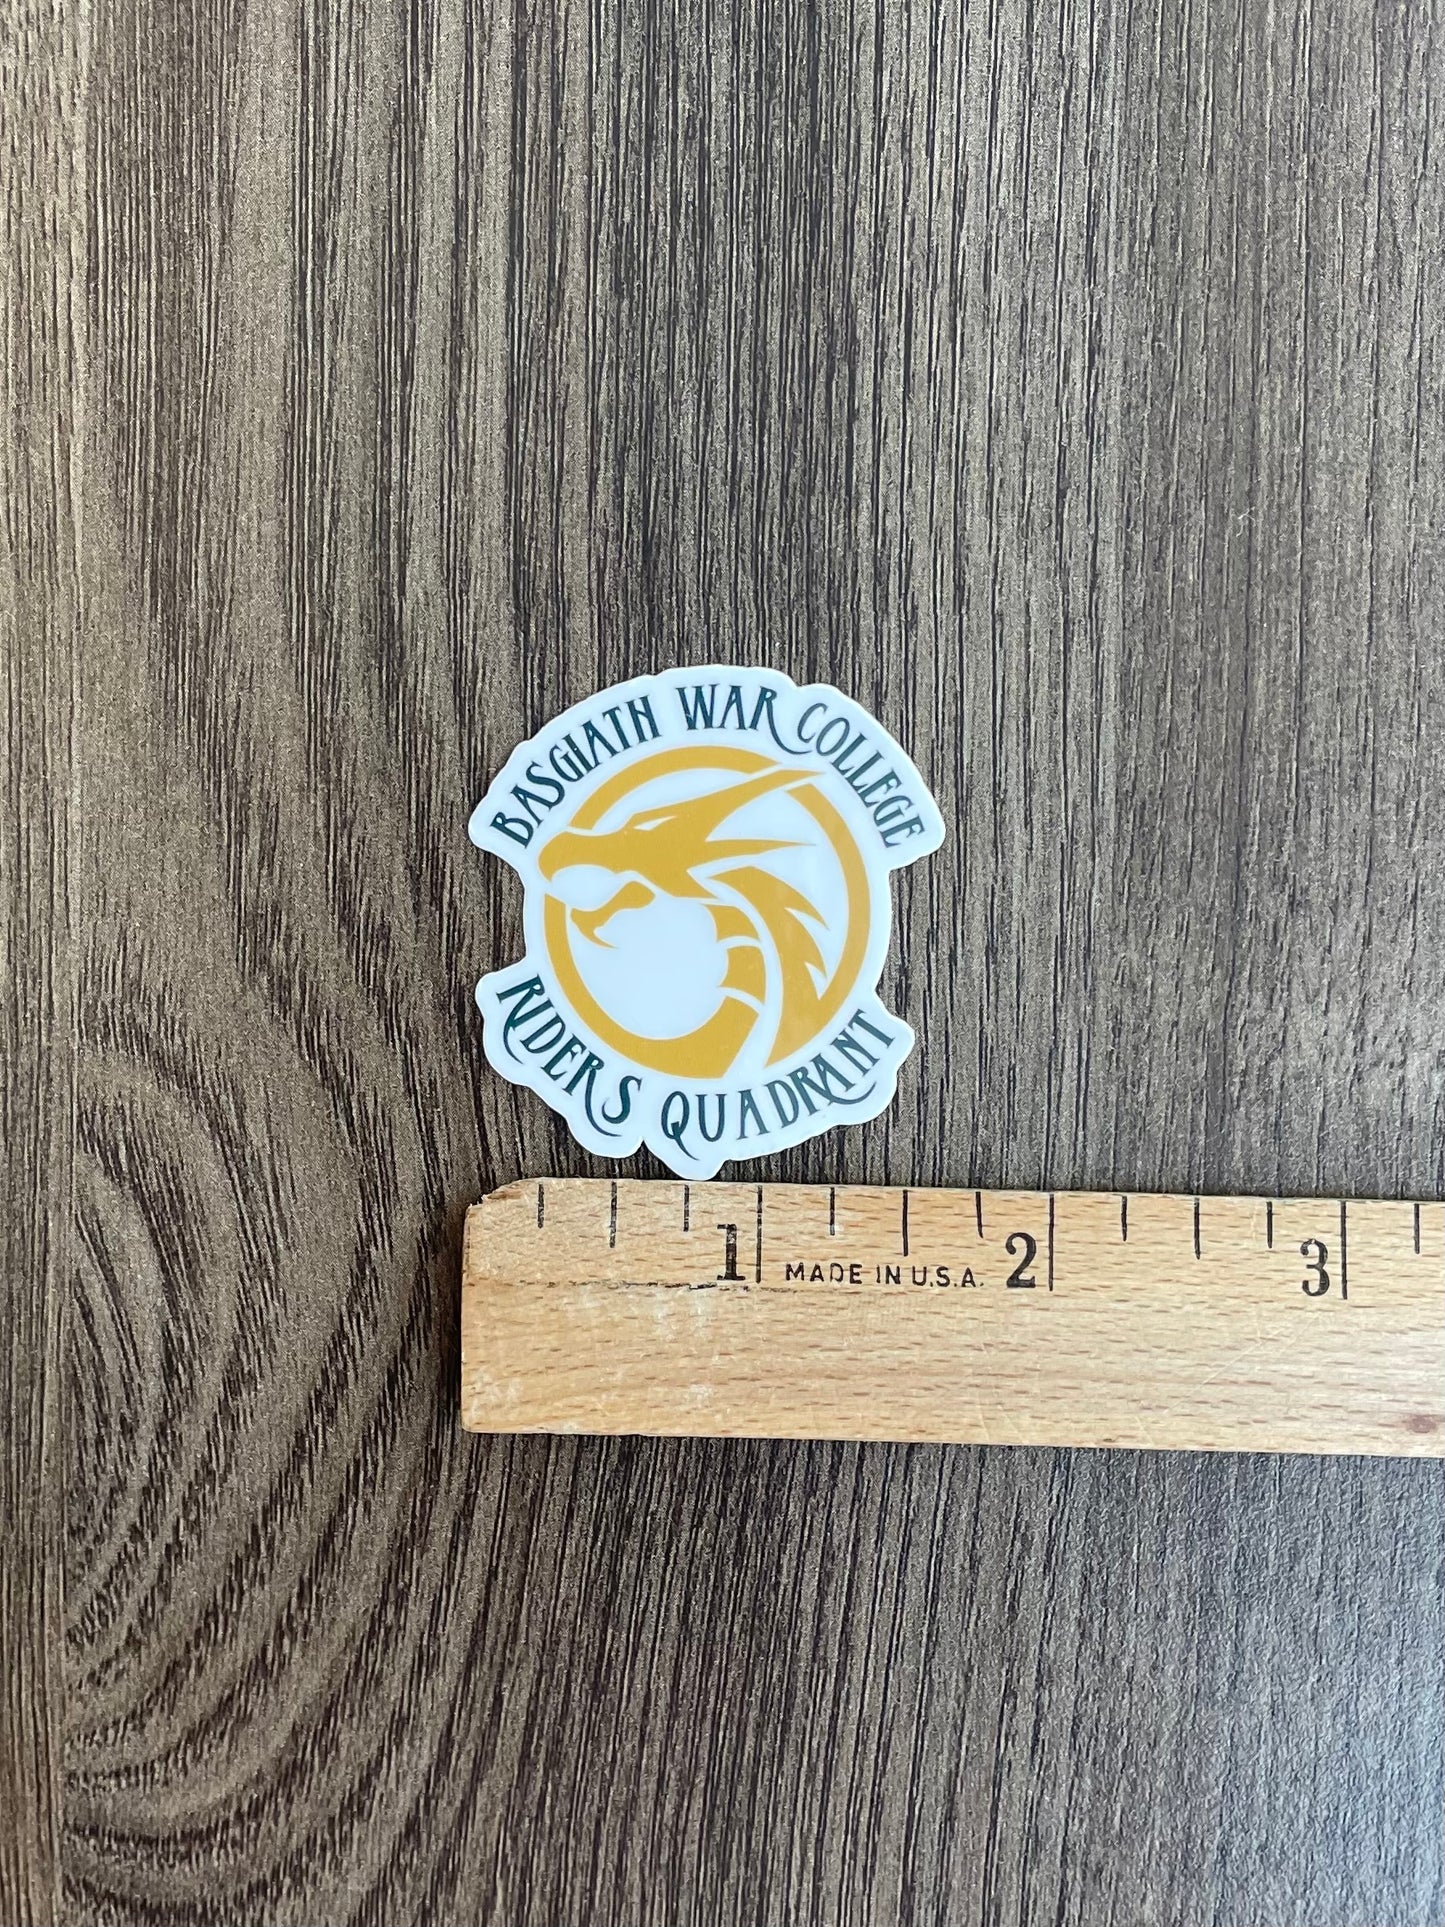 BASGIATH WAR COLLEGE
RIDERS QUADRANT
1 MADE IN U.S.A. 2 3